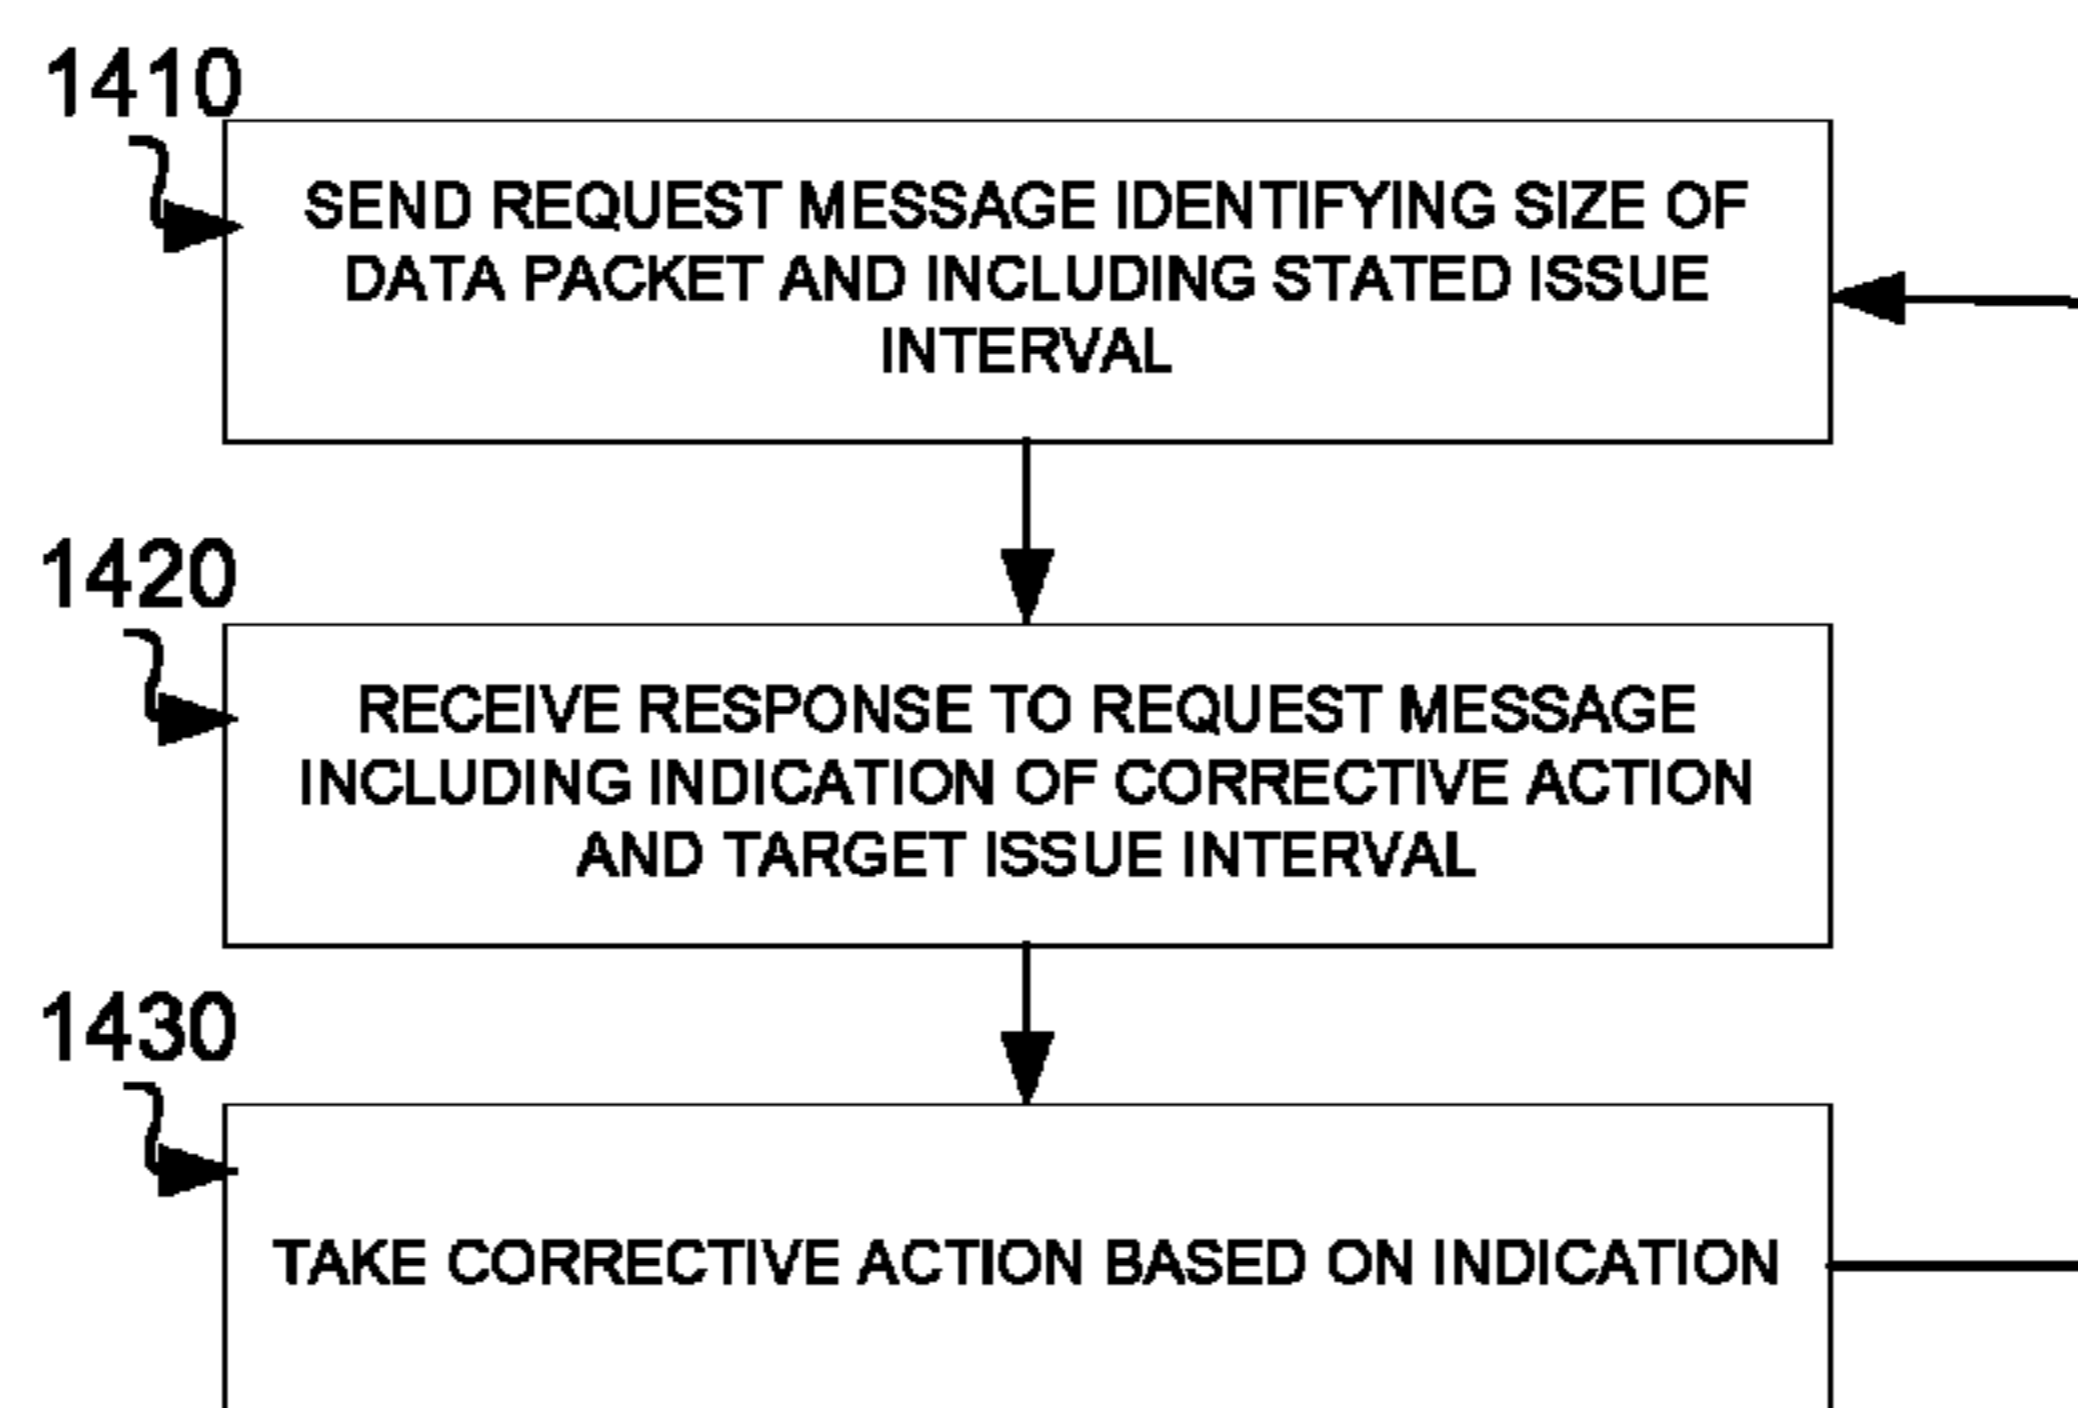 1410
SEND REQUEST MESSAGE IDENTIFYING SIZE OF
DATA PACKET AND INCLUDING STATED ISSUE
INTERVAL
1420
RECEIVE RESPONSE TO REQUEST MESSAGE
INCLUDING INDICATION OF CORRECTIVE ACTION
AND TARGET ISSUE INTERVAL
1430
TAKE CORRECTIVE ACTION BASED ON INDICATION